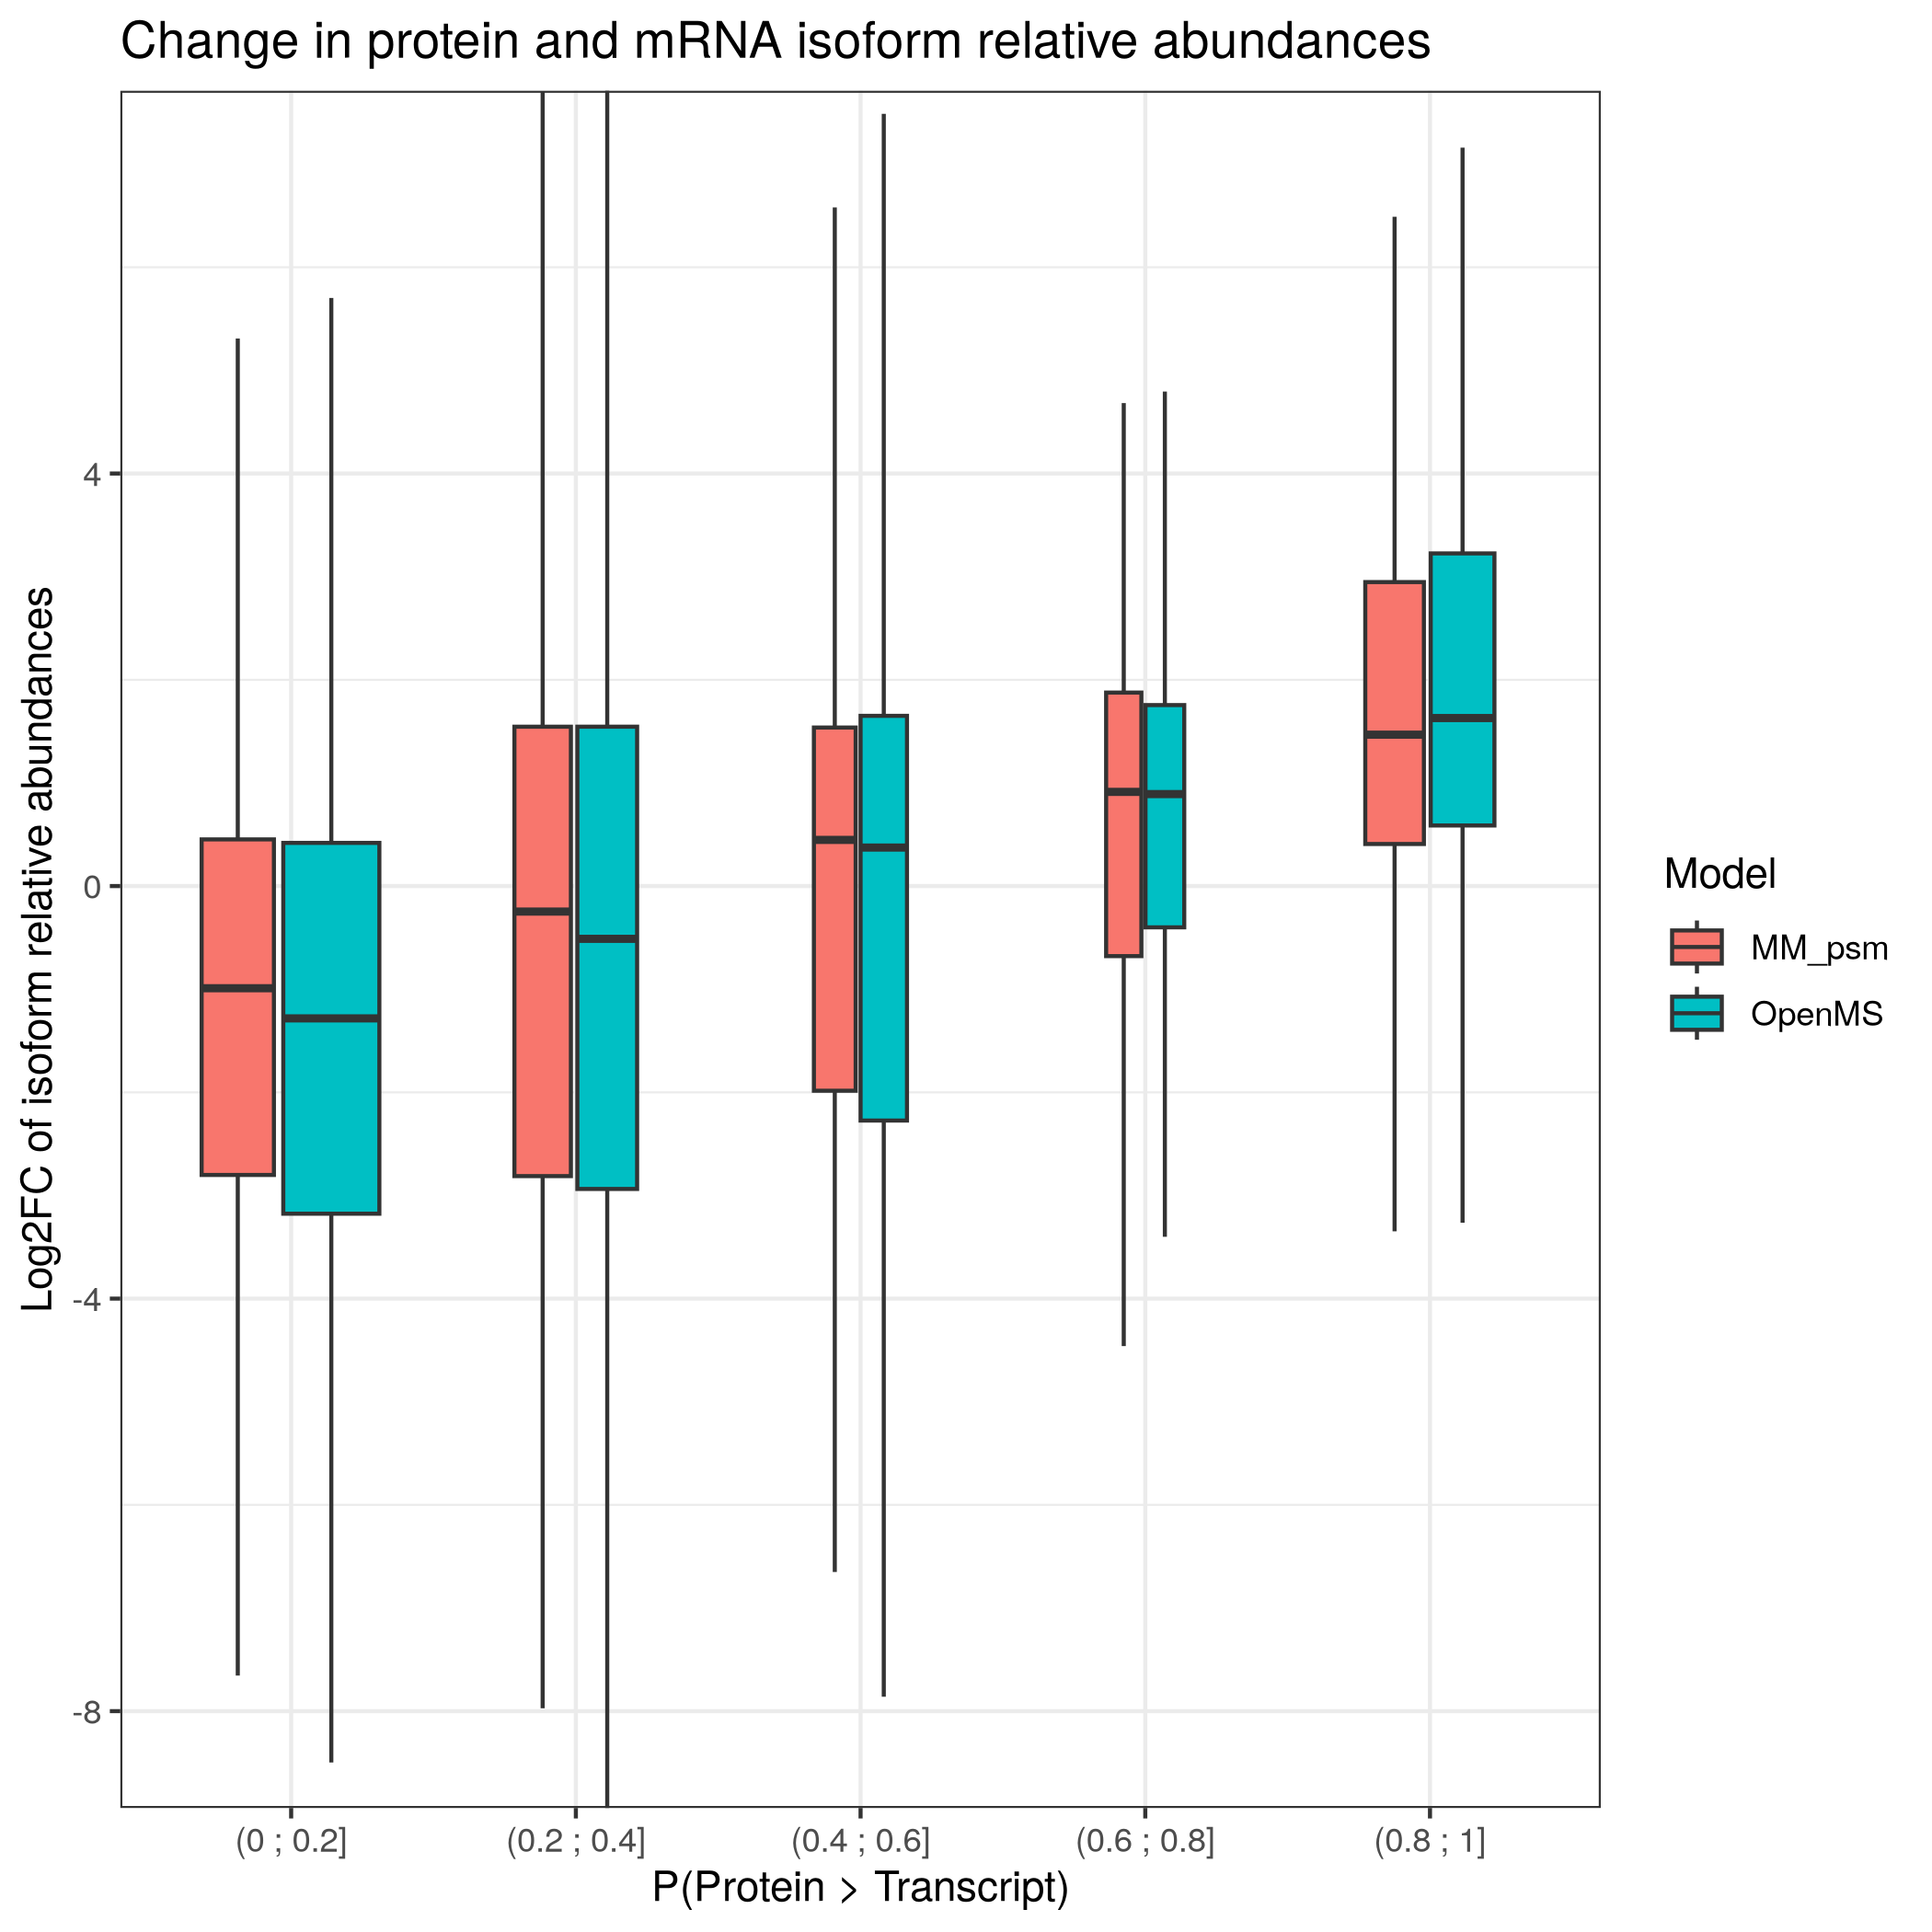 Change in protein and mRNA isoform relative abundances
Log2FC of isoform relative abundances
4
0
-4
-8
(0 ; 0.2]
(0.2 ; 0.4]
(0.4 ; 0.6]
(0.6 ; 0.8]
(0.8 ; 1]
P(Protein > Transcript)
Model
MM_psm
OpenMS